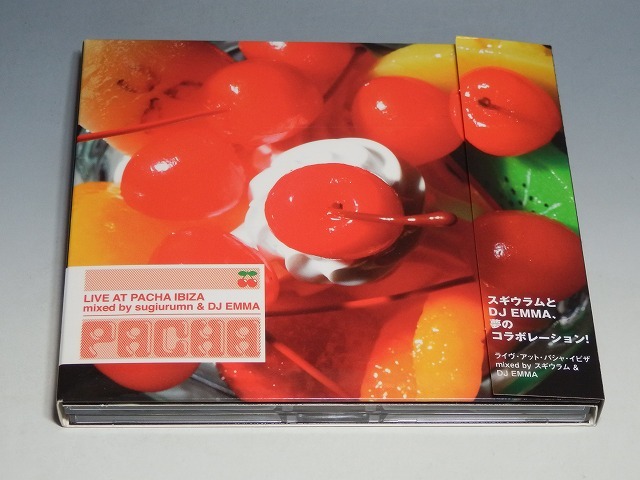 LIVE AT PACHA IBIZA
mixed by sugiurumn & DJ EMMA
PACHA
スギウラムと
DJ EMMA、
夢の
コラボレーション!
ライヴ・アット・パシャ・イビザ
mixed by スギウラム &
DJ EMMA